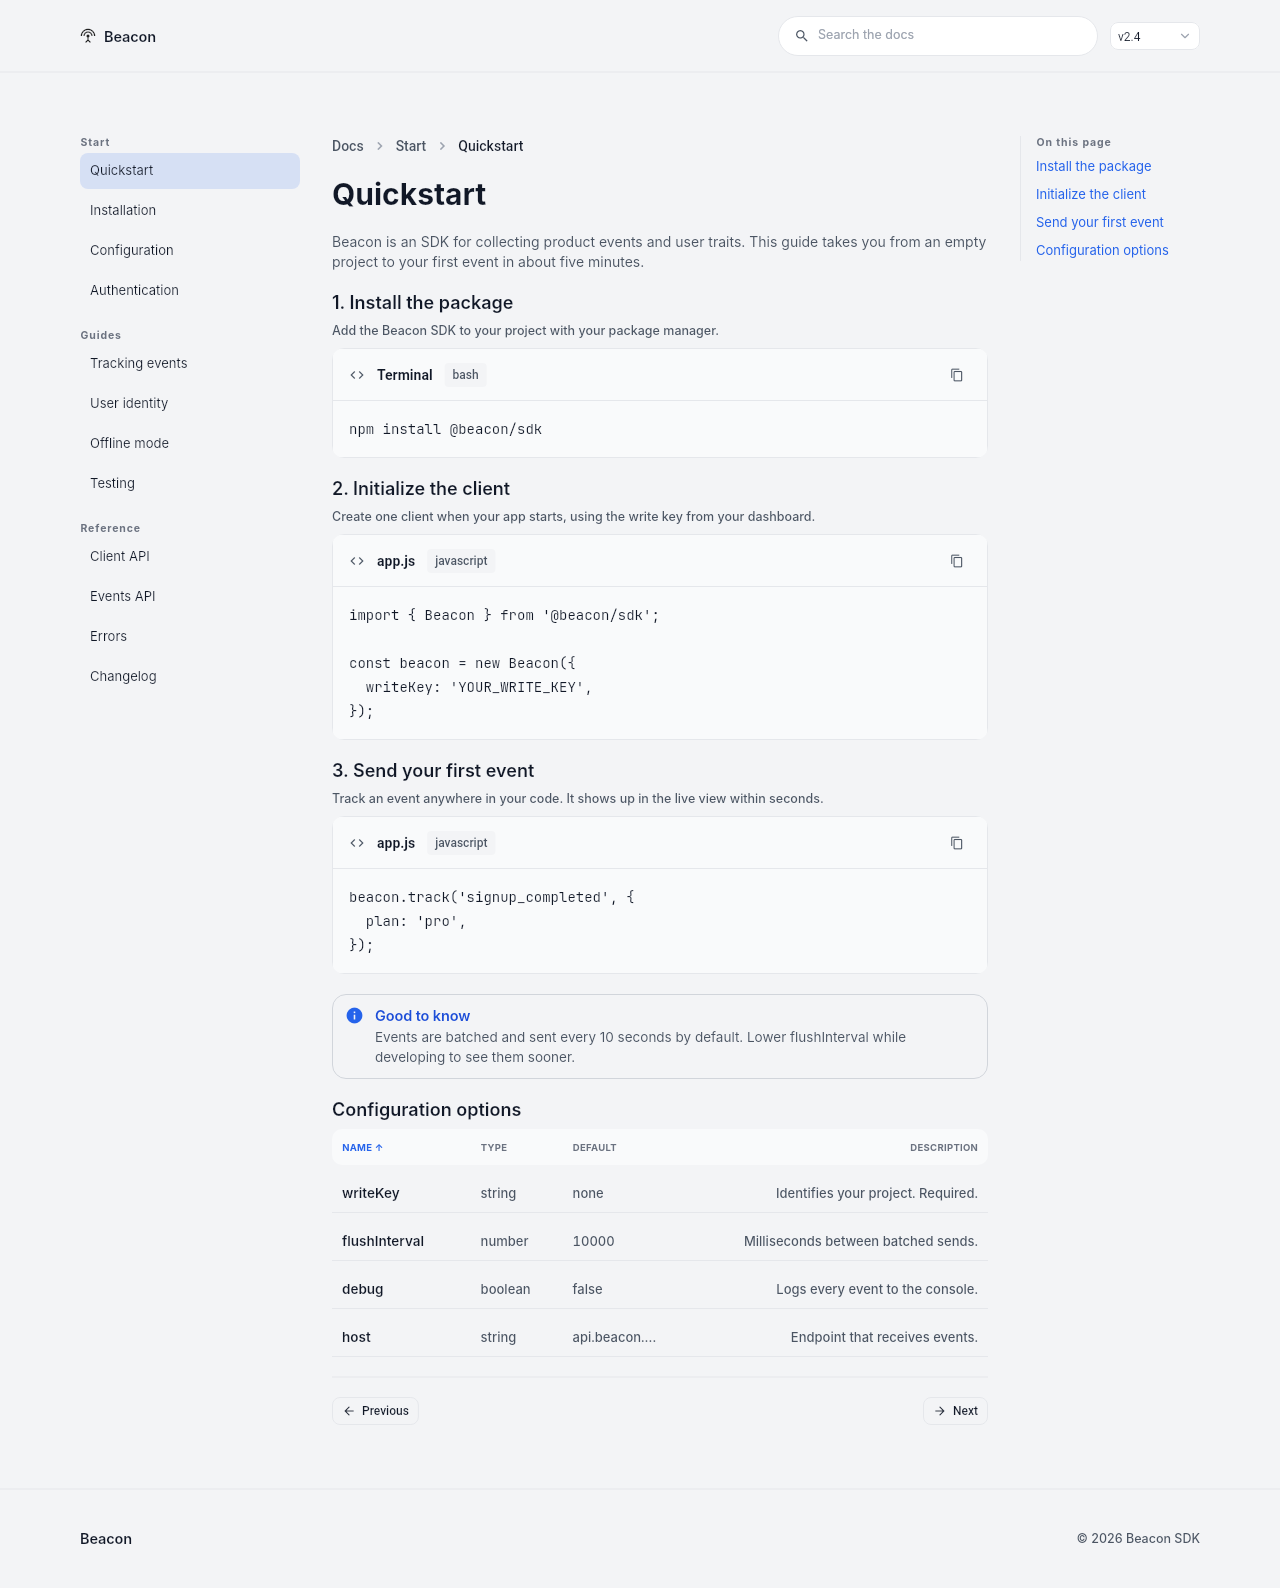 Beacon
Search the docs
v2.4
Start
Quickstart
Installation
Configuration
Authentication
Guides
Tracking events
User identity
Offline mode
Testing
Reference
Client API
Events API
Errors
Changelog
Docs > Start > Quickstart
Quickstart
Beacon is an SDK for collecting product events and user traits. This guide takes you from an empty
project to your first event in about five minutes.
1. Install the package
Add the Beacon SDK to your project with your package manager.
<> Terminal bash
npm install @beacon/sdk
2. Initialize the client
Create one client when your app starts, using the write key from your dashboard.
<> app.js javascript
import { Beacon } from '@beacon/sdk';
const beacon = new Beacon({
  writeKey: 'YOUR_WRITE_KEY',
});
3. Send your first event
Track an event anywhere in your code. It shows up in the live view within seconds.
<> app.js javascript
beacon.track('signup_completed', {
  plan: 'pro',
});
Good to know
Events are batched and sent every 10 seconds by default. Lower flushInterval while
developing to see them sooner.
Configuration options
NAME ↑ TYPE DEFAULT DESCRIPTION
writeKey string none Identifies your project. Required.
flushInterval number 10000 Milliseconds between batched sends.
debug boolean false Logs every event to the console.
host string api.beacon.... Endpoint that receives events.
← Previous
→ Next
On this page
Install the package
Initialize the client
Send your first event
Configuration options
Beacon
© 2026 Beacon SDK